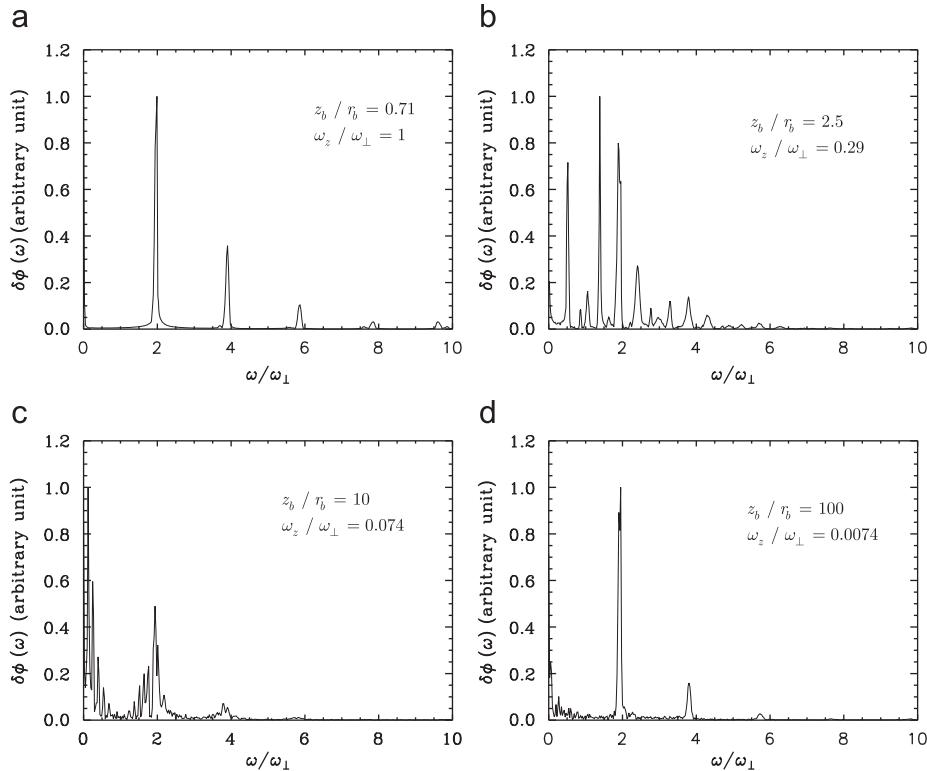 a
1.2
1.0
0.8
0.6
0.4
0.2
0.0
0 2 4 6 8 10
δϕ(ω)(arbitrary unit)
ω/ω⊥
z_b / r_b = 0.71
ω_z / ω_⊥ = 1
b
1.2
1.0
0.8
0.6
0.4
0.2
0.0
0 2 4 6 8 10
δϕ(ω)(arbitrary unit)
ω/ω⊥
z_b / r_b = 2.5
ω_z / ω_⊥ = 0.29
c
1.2
1.0
0.8
0.6
0.4
0.2
0.0
0 2 4 6 8 10
δϕ(ω)(arbitrary unit)
ω/ω⊥
z_b / r_b = 10
ω_z / ω_⊥ = 0.074
d
1.2
1.0
0.8
0.6
0.4
0.2
0.0
0 2 4 6 8 10
δϕ(ω)(arbitrary unit)
ω/ω⊥
z_b / r_b = 100
ω_z / ω_⊥ = 0.0074